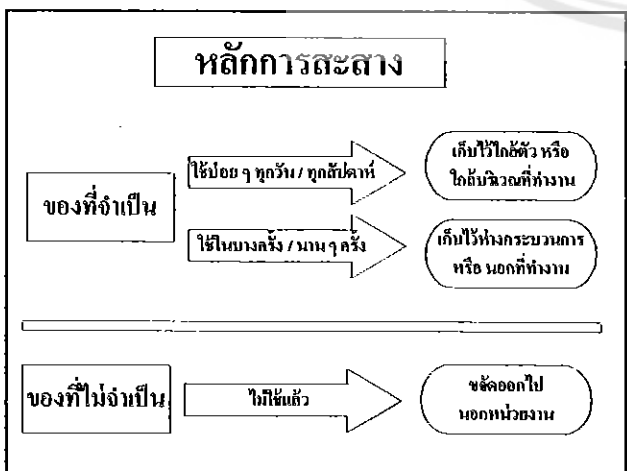 หลักการสะสาง
ของที่จำเป็น
ใช้บ่อย ๆ ทุกวัน / ทุกสัปดาห์
เก็บไว้ใกล้ตัว หรือ
ใกล้บริเวณที่ทำงาน
ใช้ในบางครั้ง / นาน ๆ ครั้ง
เก็บไว้ห่างกระบวนการ
หรือ นอกที่ทำงาน
ของที่ไม่จำเป็น
ไม่ใช้แล้ว
ขจัดออกไป
นอกหน่วยงาน